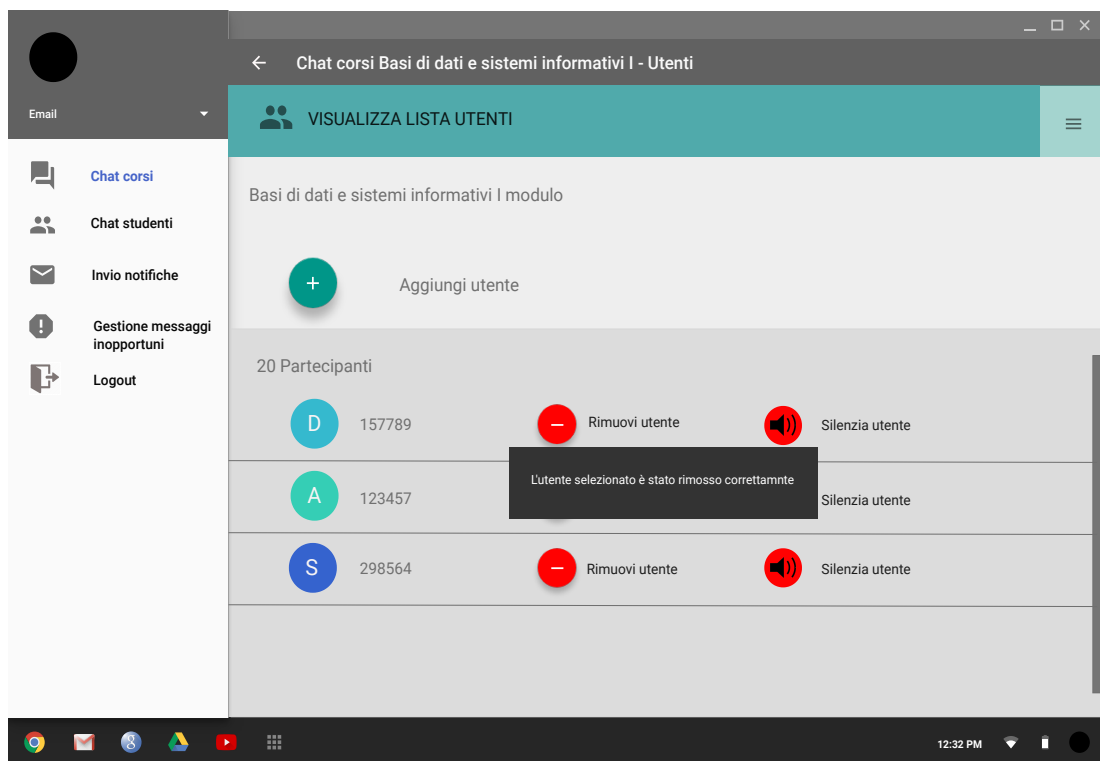 Chat corsi Basi di dati e sistemi informativi I - Utenti
Email
VISUALIZZA LISTA UTENTI
Chat corsi
Chat studenti
Invio notifiche
Gestione messaggi
inopportuni
Logout
Basi di dati e sistemi informativi I modulo
+ Aggiungi utente
20 Partecipanti
D 157789 Rimuovi utente Silenzia utente
L'utente selezionato è stato rimosso correttamnte
A 123457 Silenzia utente
S 298564 Rimuovi utente Silenzia utente
8
12:32 PM